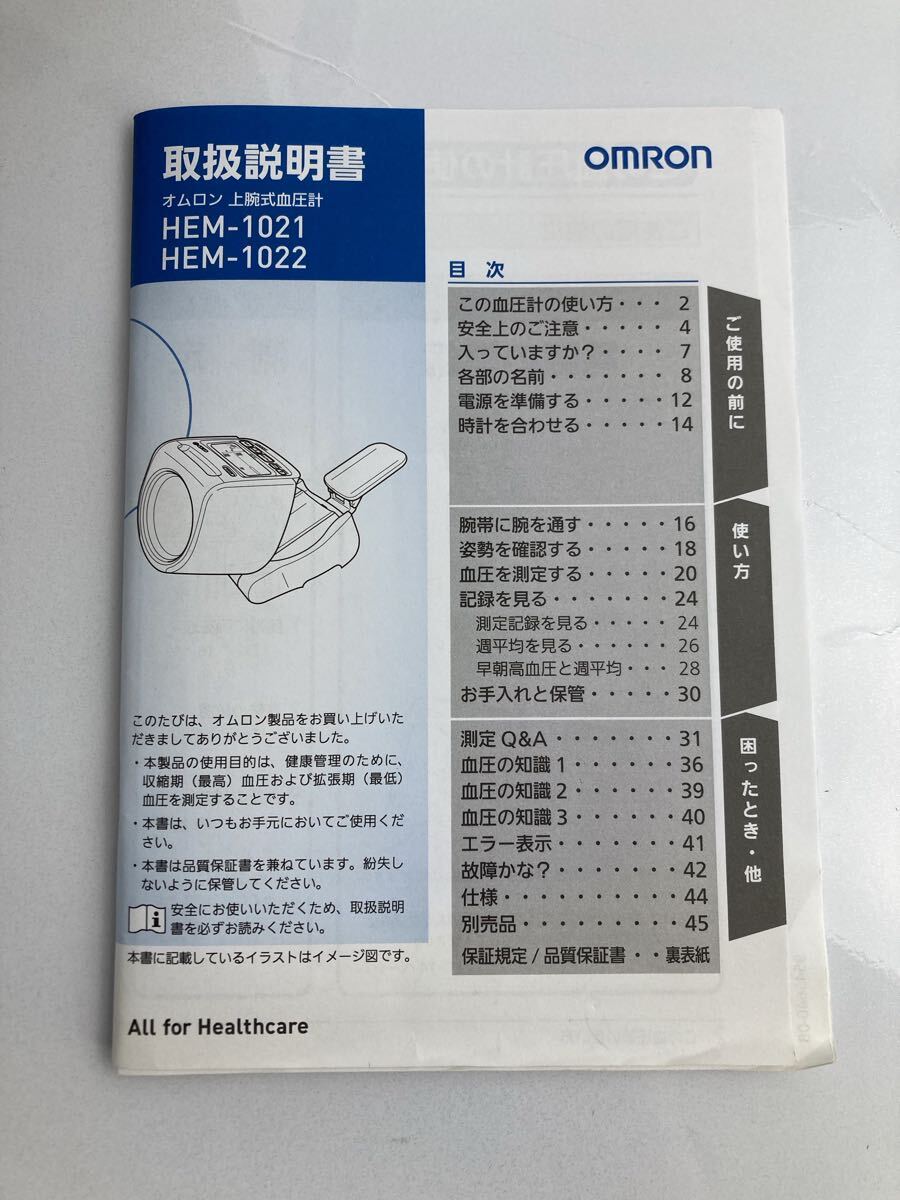 取扱説明書
オムロン 上腕式血圧計
HEM-1021
HEM-1022
OMRON
目 次
この血圧計の使い方・・・ 2
安全上のご注意・・・・・ 4
入っていますか？・・・・ 7
各部の名前・・・・・・・ 8
電源を準備する・・・・・12
時計を合わせる・・・・・14
ご使用の前に
腕帯に腕を通す・・・・・16
姿勢を確認する・・・・・18
血圧を測定する・・・・・20
記録を見る・・・・・・・24
測定記録を見る・・・・・24
週平均を見る・・・・・・26
早朝高血圧と週平均・・・28
お手入れと保管・・・・・30
使い方
測定 Q&A ・・・・・・・31
血圧の知識 1・・・・・・36
血圧の知識 2・・・・・・39
血圧の知識 3・・・・・・40
エラー表示・・・・・・・41
故障かな？・・・・・・・42
仕様・・・・・・・・・・44
別売品・・・・・・・・・45
保証規定 / 品質保証書・・裏表紙
困ったとき・他
このたびは、オムロン製品をお買い上げいた
だきましてありがとうございました。
・本製品の使用目的は、健康管理のために、
収縮期（最高）血圧および拡張期（最低）
血圧を測定することです。
・本書は、いつもお手元においてご使用くだ
さい。
・本書は品質保証書を兼ねています。紛失し
ないように保管してください。
安全にお使いいただくため、取扱説明
書を必ずお読みください。
本書に記載しているイラストはイメージ図です。
All for Healthcare